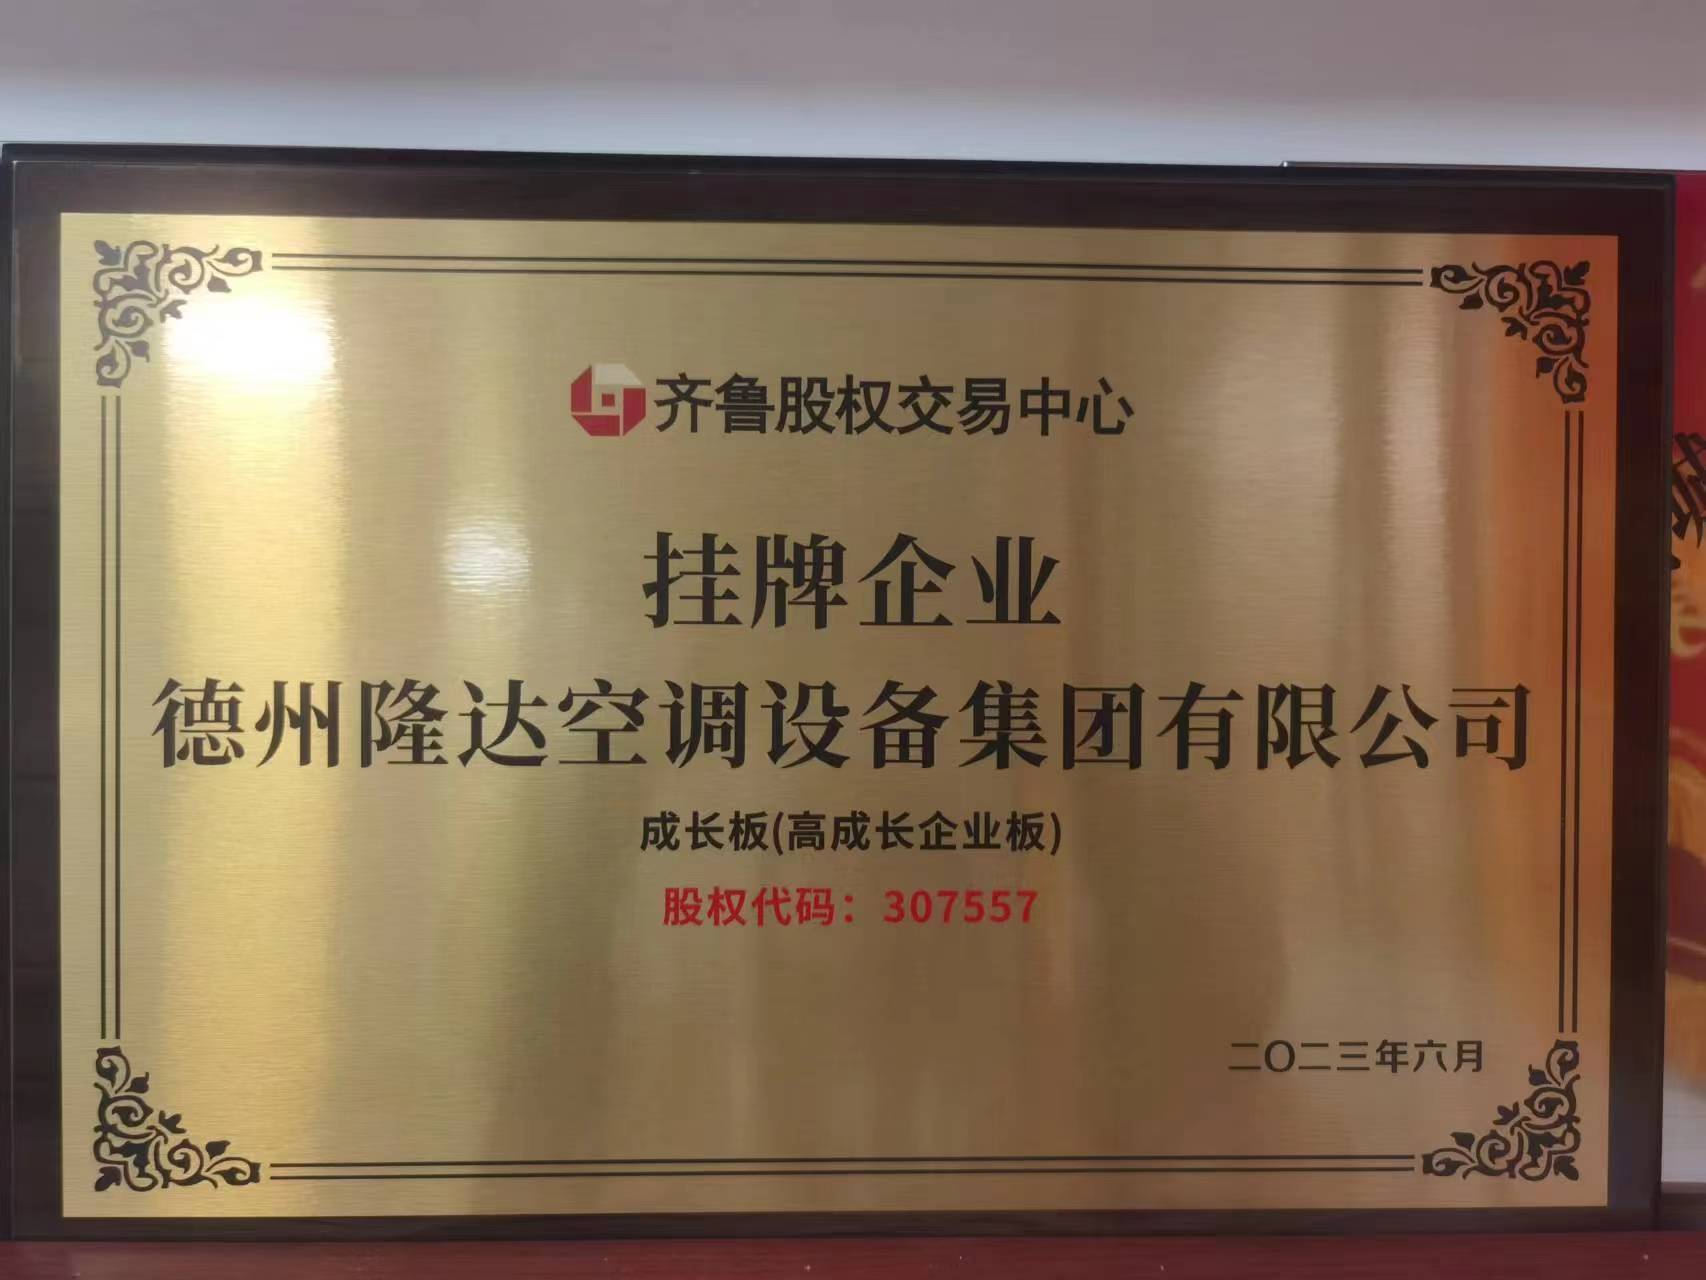 齐鲁股权交易中心
挂牌企业
德州隆达空调设备集团有限公司
成长板(高成长企业板)
股权代码：307557
二〇二三年六月